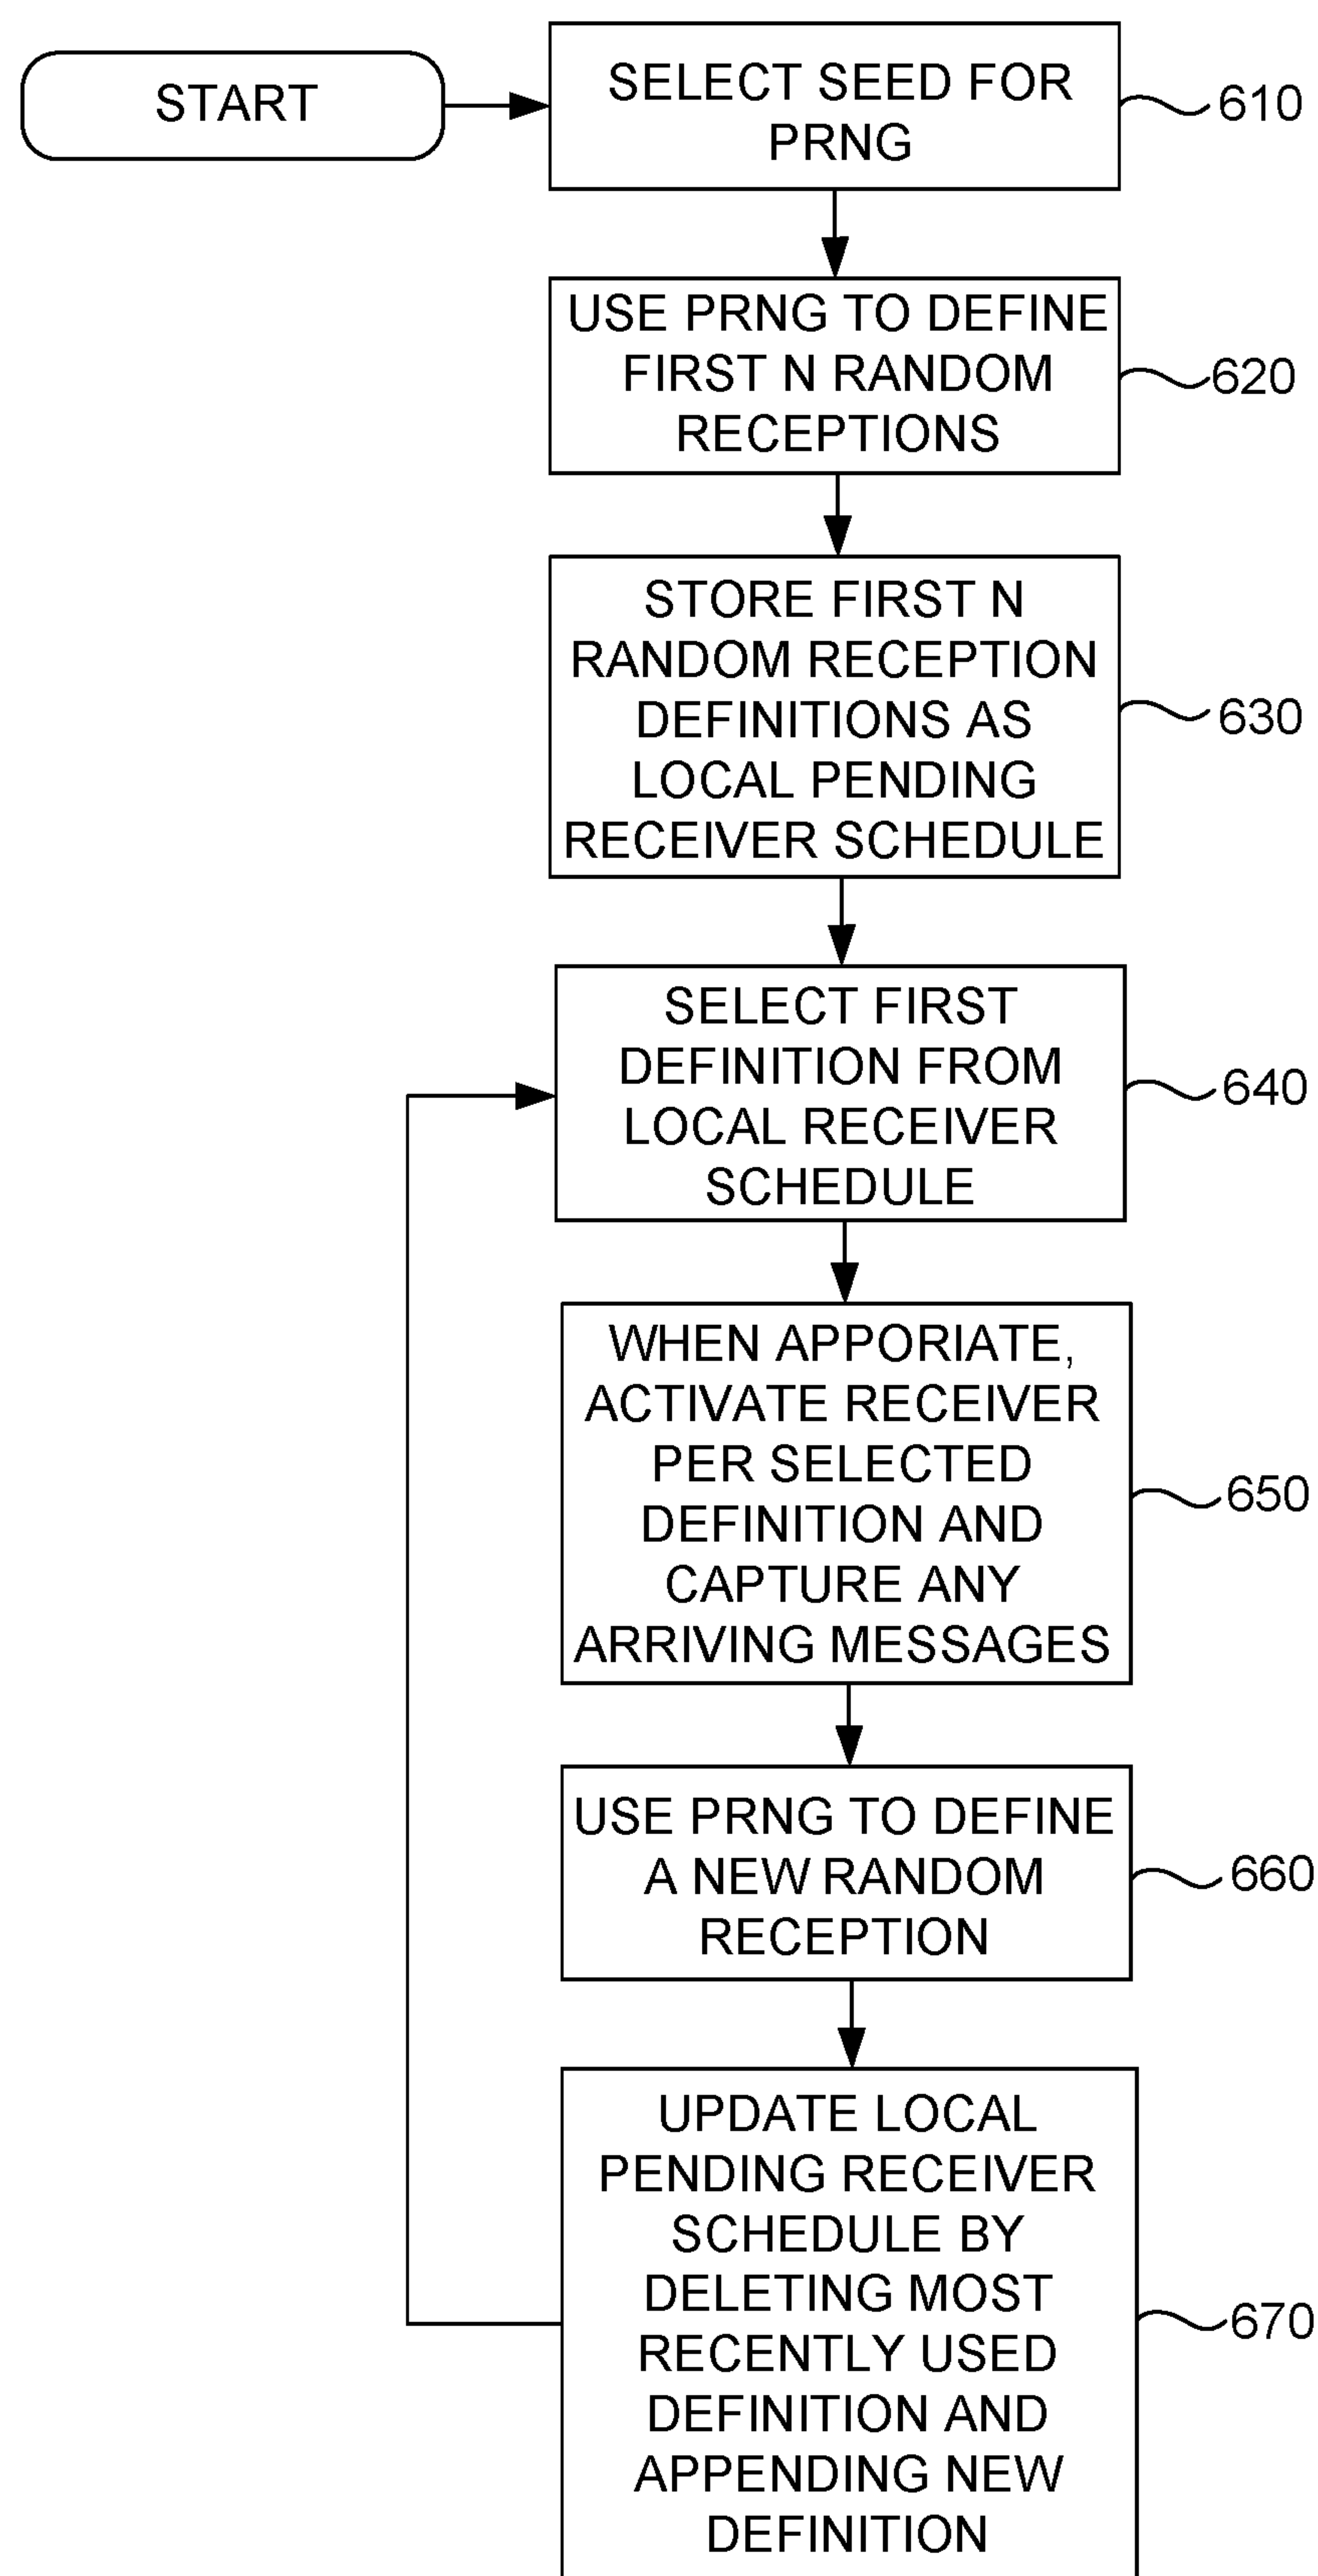 START
SELECT SEED FOR
PRNG
610
USE PRNG TO DEFINE
FIRST N RANDOM
RECEPTIONS
620
STORE FIRST N
RANDOM RECEPTION
DEFINITIONS AS
LOCAL PENDING
RECEIVER SCHEDULE
630
SELECT FIRST
DEFINITION FROM
LOCAL RECEIVER
SCHEDULE
640
WHEN APPORIATE,
ACTIVATE RECEIVER
PER SELECTED
DEFINITION AND
CAPTURE ANY
ARRIVING MESSAGES
650
USE PRNG TO DEFINE
A NEW RANDOM
RECEPTION
660
UPDATE LOCAL
PENDING RECEIVER
SCHEDULE BY
DELETING MOST
RECENTLY USED
DEFINITION AND
APPENDING NEW
DEFINITION
670